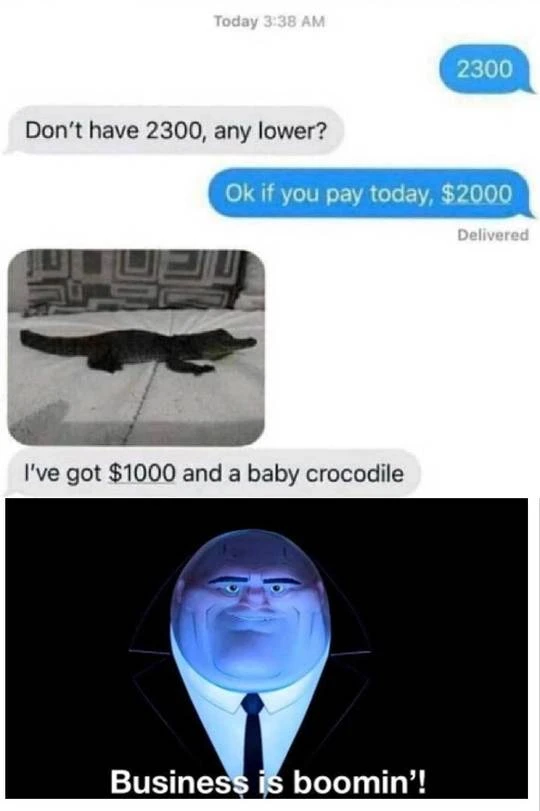 Today 3:38 AM
2300
Don't have 2300, any lower?
Ok if you pay today, $2000
Delivered
I've got $1000 and a baby crocodile
Business is boomin'!